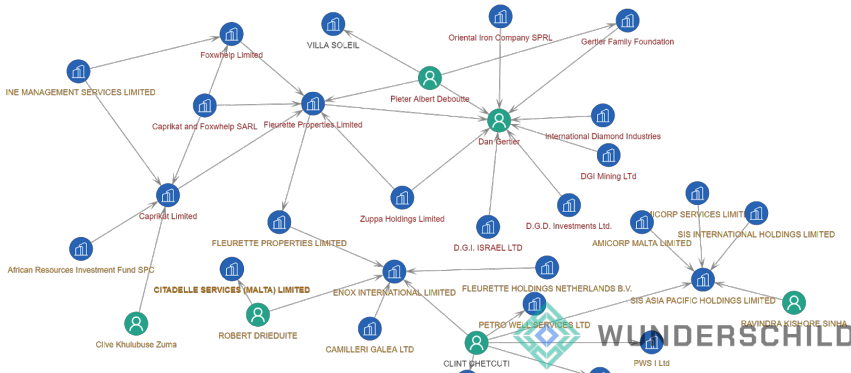 Oriental Iron Company SPRL
Gertler Family Foundation
VILLA SOLEIL
Foxwhelp Limited
INE MANAGEMENT SERVICES LIMITED
Pieter Albert Deboutte
Caprikat and Foxwhelp SARL
Fleurette Properties Limited
Dan Gertler
International Diamond Industries
DGI Mining LTd
Caprikat Limited
Zuppa Holdings Limited
D.G.D. Investments Ltd.
MICORP SERVICES LIMITED
SIS INTERNATIONAL HOLDINGS LIMITED
FLEURETTE PROPERTIES LIMITED
D.G.I. ISRAEL LTD
AMICORP MALTA LIMITED
African Resources Investment Fund SPC
CITADELLE SERVICES (MALTA) LIMITED
ENOX INTERNATIONAL LIMITED
FLEURETTE HOLDINGS NETHERLANDS B.V.
SIS ASIA PACIFIC HOLDINGS LIMITED
PETRO WELL SERVICES LTD
RAVINDRA KISHORE SINHA
Clive Khulubuse Zuma
ROBERT DRIEDUITE
CAMILLERI GALEA LTD
WUNDERSCHILD
CLINT CHETCUTI
PWS I Ltd